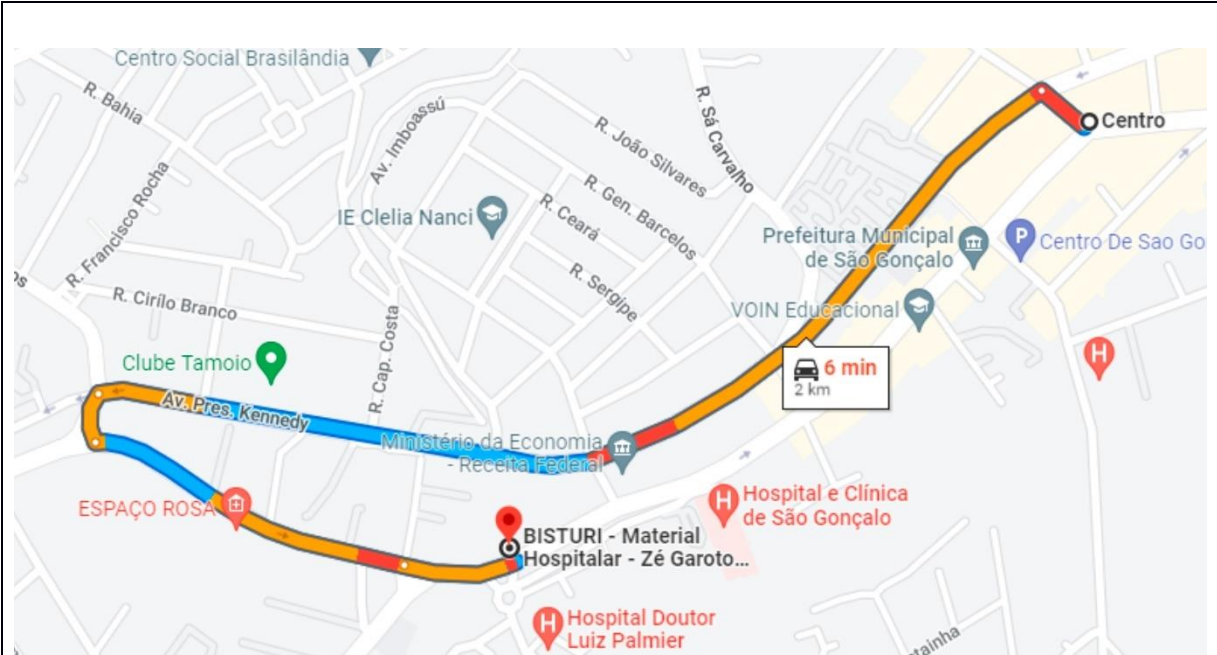 Centro Social Brasilândia
R. Bahia
Av. Imboassú
R. Sá Carvalho
R. João Silvares
Centro
R. Francisco Rocha
IE Clelia Nanci
R. Gen. Barcelos
R. Ceará
Prefeitura Municipal
de São Gonçalo
P
Centro De Sao Go
os
R. Cirílo Branco
R. Sergipe
VOIN Educacional
R. Cap. Costa
Clube Tamoio
H
6 min
2 km
Av. Pres. Kennedy
Ministério da Economia
- Receita Federal
ESPAÇO ROSA
H
Hospital e Clínica
de São Gonçalo
BISTURI - Material
Hospitalar - Zé Garoto...
H
Hospital Doutor
Luiz Palmier
tainha